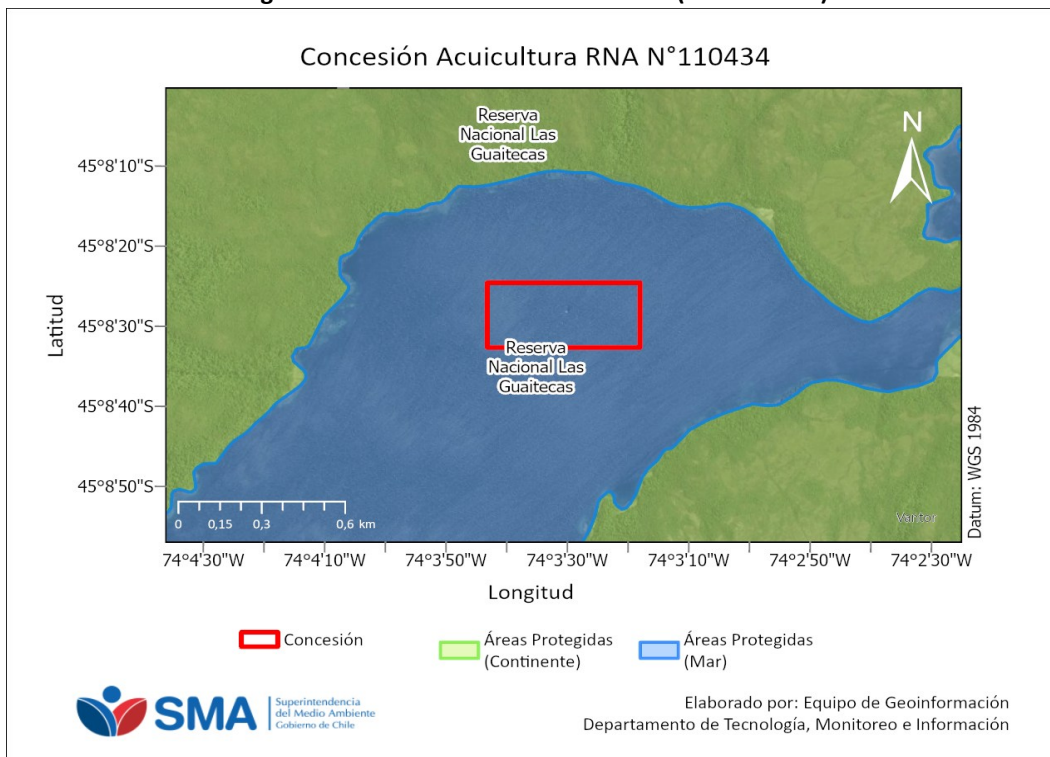 Concesión Acuicultura RNA N°110434
Reserva
Nacional Las
Guaitecas
N
45°8'10"S
45°8'20"S
45°8'30"S
45°8'40"S
45°8'50"S
Latitud
Reserva
Nacional Las
Guaitecas
Datum: WGS 1984
Vantor
0 0,15 0,3 0,6 km
74°4'30"W 74°4'10"W 74°3'50"W 74°3'30"W 74°3'10"W 74°2'50"W 74°2'30"W
Longitud
Concesión
Áreas Protegidas
(Continente)
Áreas Protegidas
(Mar)
SMA
Superintendencia
del Medio Ambiente
Gobierno de Chile
Elaborado por: Equipo de Geoinformación
Departamento de Tecnología, Monitoreo e Información